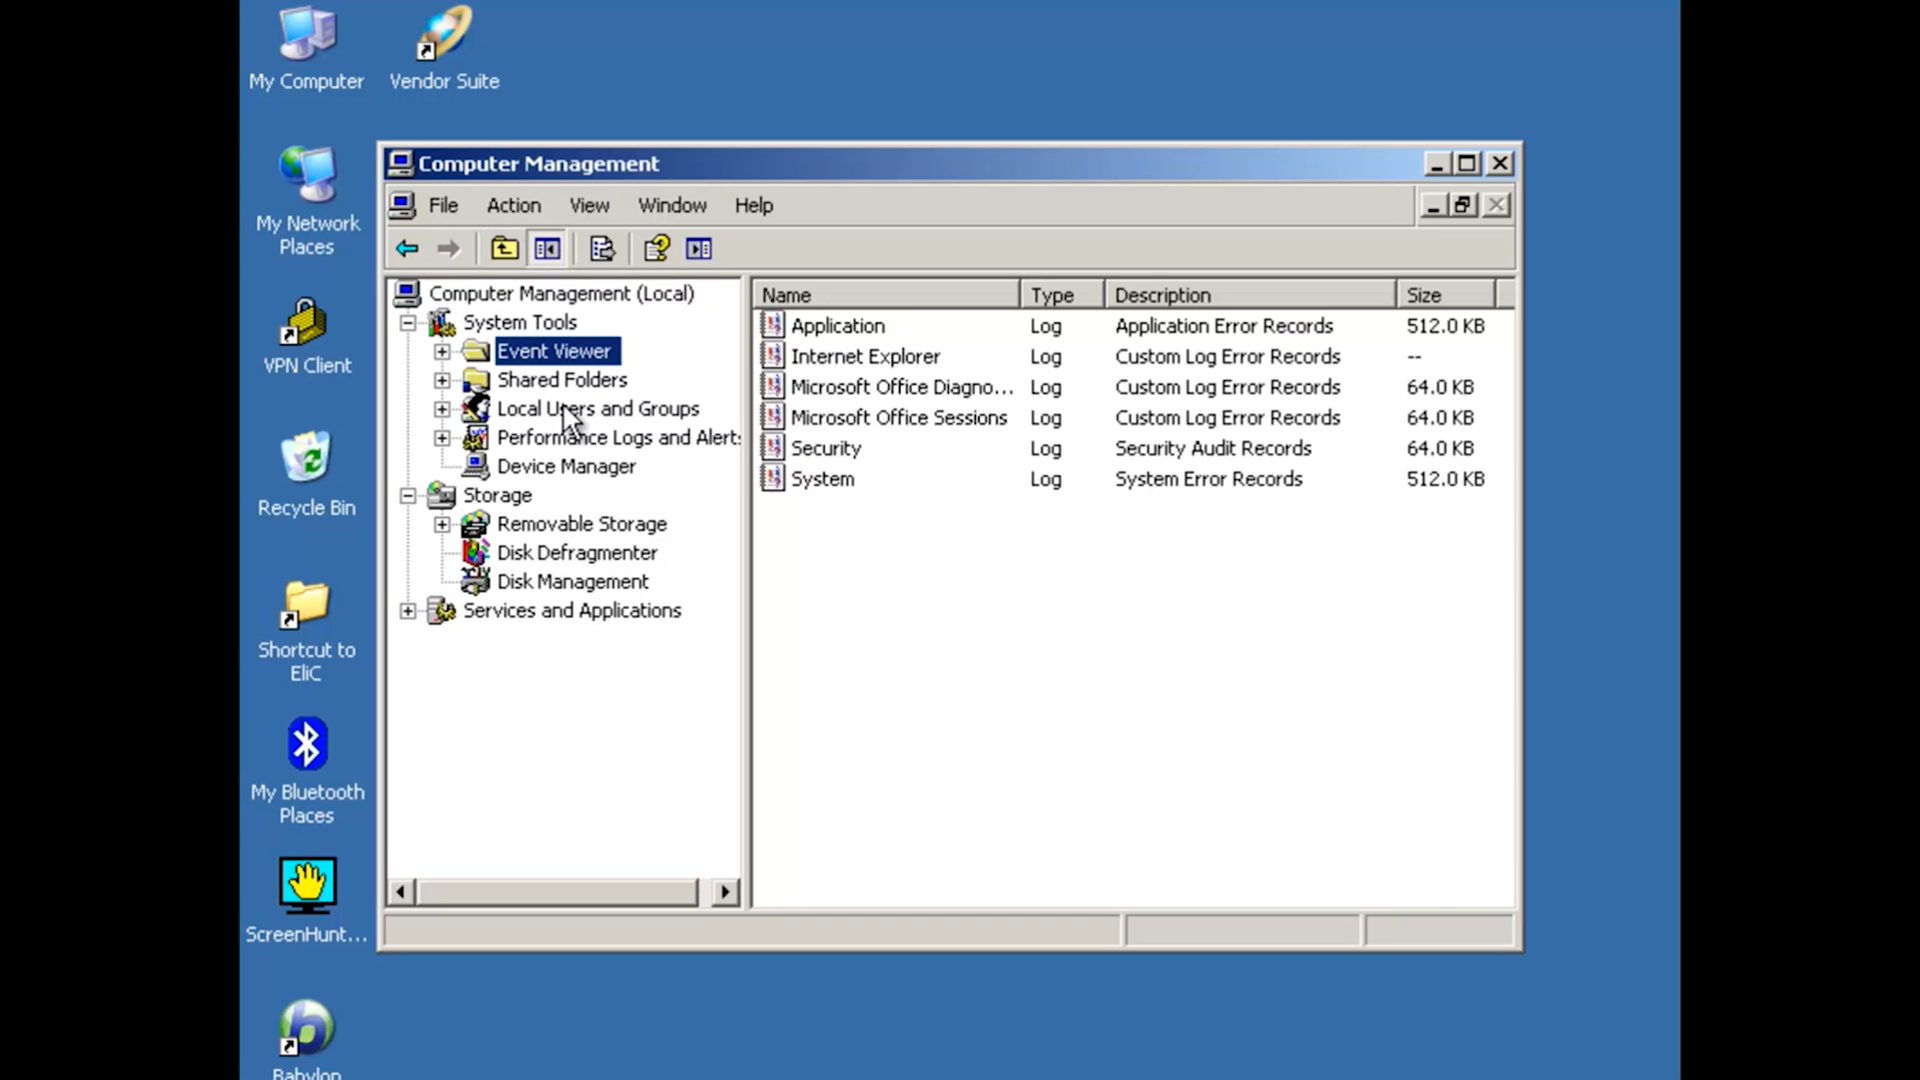 My Computer
Vendor Suite
My Network
Places
VPN Client
Recycle Bin
Shortcut to
EliC
My Bluetooth
Places
ScreenHunt...
Babylon
Computer Management
File Action View Window Help
Computer Management (Local)
System Tools
Event Viewer
Shared Folders
Local Users and Groups
Performance Logs and Alert
Device Manager
Storage
Removable Storage
Disk Defragmenter
Disk Management
Services and Applications
Name Type Description Size
Application Log Application Error Records 512.0 KB
Internet Explorer Log Custom Log Error Records --
Microsoft Office Diagno... Log Custom Log Error Records 64.0 KB
Microsoft Office Sessions Log Custom Log Error Records 64.0 KB
Security Log Security Audit Records 64.0 KB
System Log System Error Records 512.0 KB